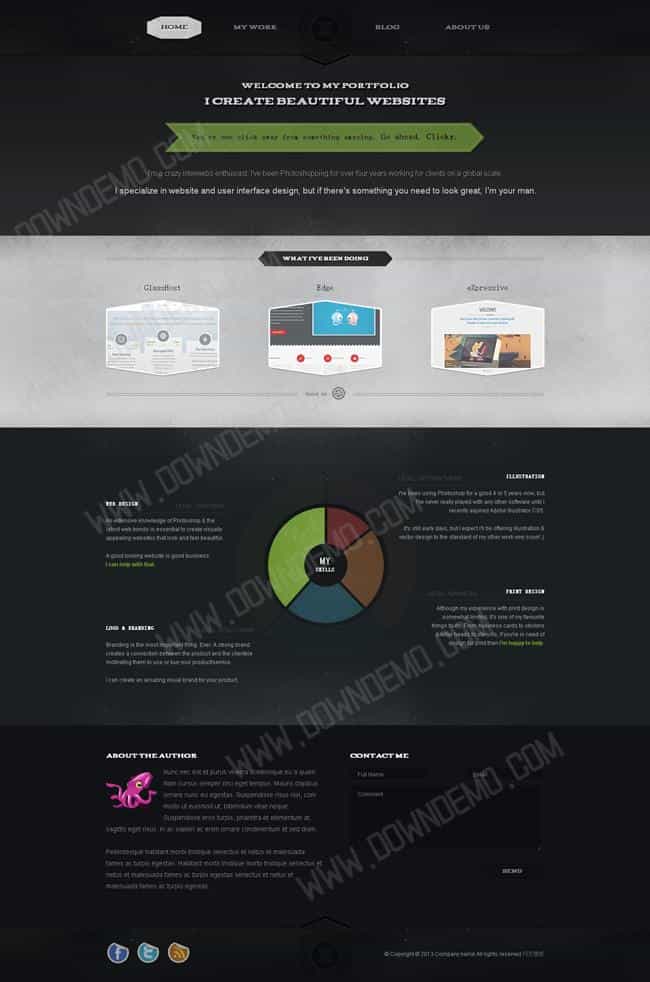 HOME MY WORK BLOG ABOUT US
WELCOME TO MY PORTFOLIO
I CREATE BEAUTIFUL WEBSITES
You're one click away from something amazing. Go ahead, Clicky.
I'm a crazy interwebs enthusiast. I've been Photoshopping for over four years working for clients on a global scale.
I specialize in website and user interface design, but if there's something you need to look great, I'm your man.
WHAT I'VE BEEN DOING
GlassHost Edge eXpressive
WELCOME
WEB DESIGN
An extensive knowledge of Photoshop & the
latest web trends is essential to create visually
appealing websites that look and feel beautiful.
A good looking website is good business.
I can help with that.
LOGO & BRANDING
Branding is the most important thing. Ever. A strong brand
creates a connection between the product and the clientele
motivating them to use or buy your product/service.
I can create an amazing visual brand for your product.
MY
SKILLS
ILLUSTRATION
I've been using Photoshop for a good 4 to 5 years now, but
I've never really played with any other software until I
recently aspired Adobe Illustrator CS5.
It's still early days, but I expect I'll be offering illustration &
vector design to the standard of my other work very soon! ;)
PRINT DESIGN
Although my experience with print design is
somewhat limited, it's one of my favourite
things to do. From business cards to stickers
& letter heads to stencils. If you're in need of
design for print then I'm happy to help.
ABOUT THE AUTHOR
Nunc nec est et purus viverra scelerisque eu a quam.
Nam cursus semper nisi eget tempus. Mauris dapibus
ornare nunc eu egestas. Suspendisse risus nisi, com
modo ut euismod ut, bibendum vitae neque.
Suspendisse eros turpis, pharetra et elementum at,
sagittis eget risus. In ac sapien ac enim ornare condimentum et sed diam.
Pellentesque habitant morbi tristique senectus et netus et malesuada
fames ac turpis egestas. Habitant morbi tristique morbi tristique senectus
et netus et malesuada fames ac turpis egestas senectus et netus et
malesuada fames ac turpis egestas.
CONTACT ME
Full Name Email
Comment
SEND
© Copyright © 2013.Company name All rights reserved.
WWW.DOWNDEMO.COM
WWW.DOWNDEMO.COM
WWW.DOWNDEMO.COM
WWW.DOWNDEMO.COM